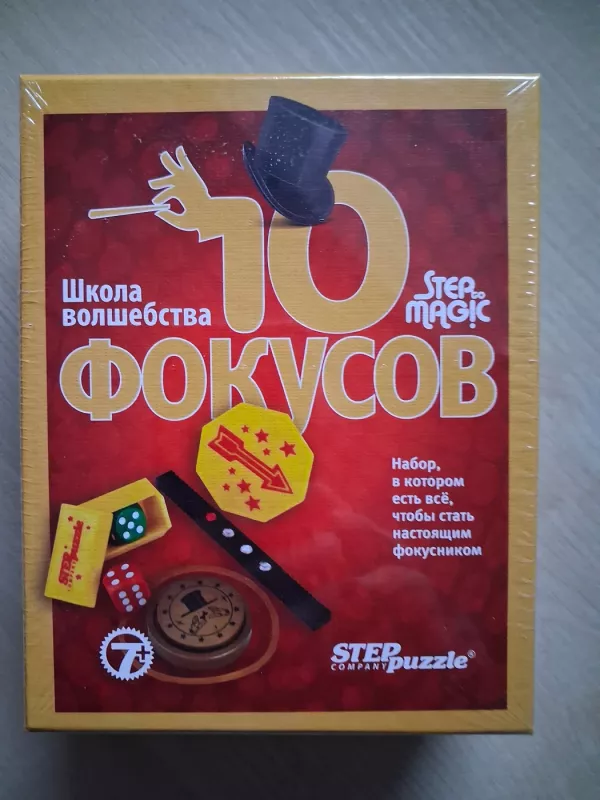 10
Школа
волшебства
STEP TO
MAGIC
ФОКУСОВ
Набор,
в котором
есть всё,
чтобы стать
настоящим
фокусником
STEP puzzle
7+
STEP puzzle®
COMPANY